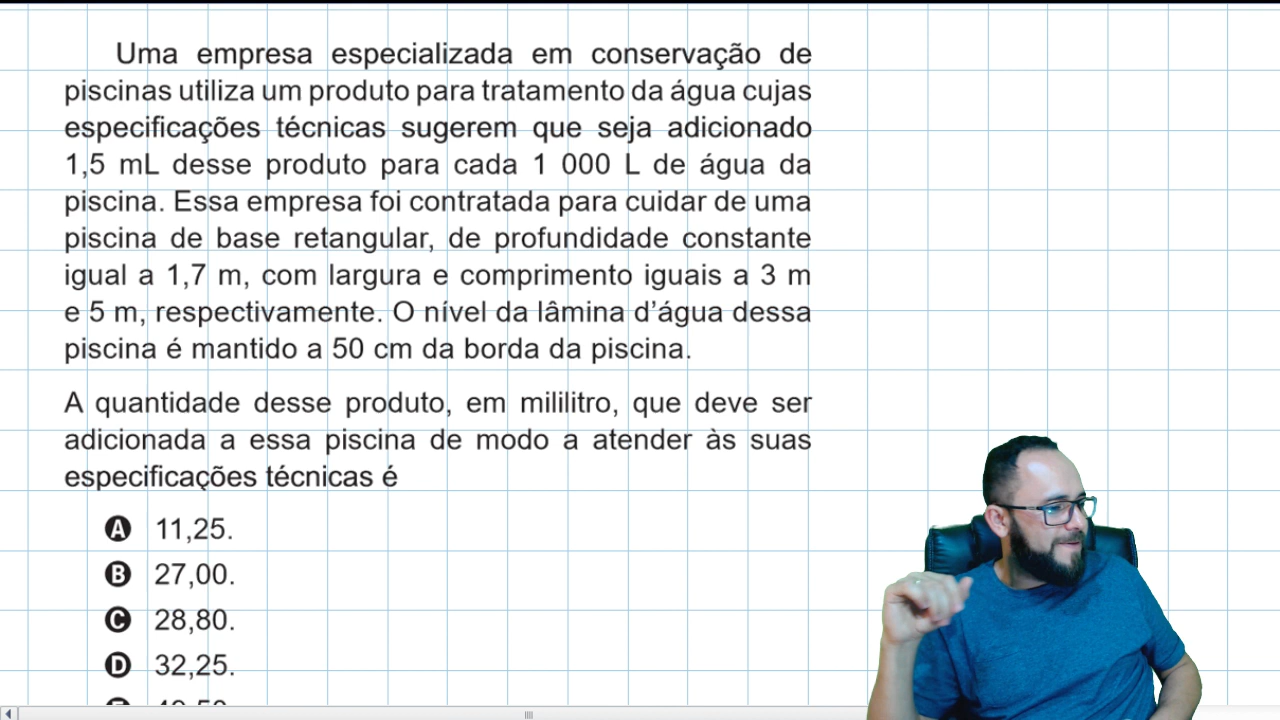 Uma empresa especializada em conservação de
piscinas utiliza um produto para tratamento da água cujas
especificações técnicas sugerem que seja adicionado
1,5 mL desse produto para cada 1 000 L de água da
piscina. Essa empresa foi contratada para cuidar de uma
piscina de base retangular, de profundidade constante
igual a 1,7 m, com largura e comprimento iguais a 3 m
e 5 m, respectivamente. O nível da lâmina d’água dessa
piscina é mantido a 50 cm da borda da piscina.
A quantidade desse produto, em mililitro, que deve ser
adicionada a essa piscina de modo a atender às suas
especificações técnicas é
A 11,25.
B 27,00.
C 28,80.
D 32,25.